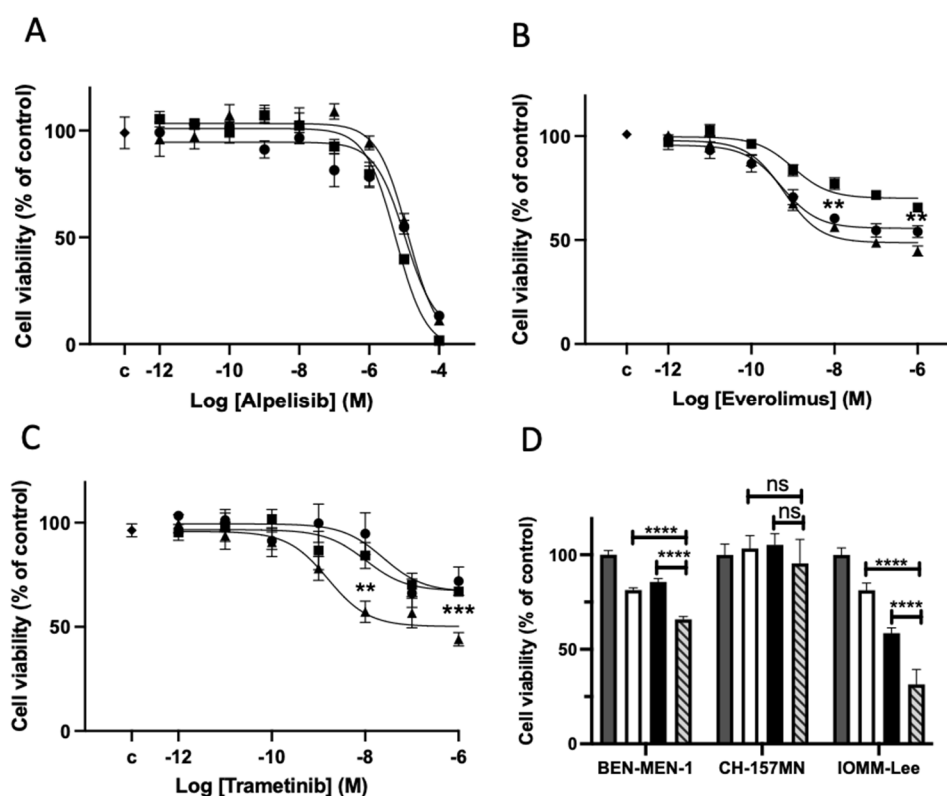 A
Cell viability (% of control)
100
50
0
c -12 -10 -8 -6 -4
Log [Alpelisib] (M)
B
Cell viability (% of control)
100
50
0
**
**
c -12 -10 -8 -6
Log [Everolimus] (M)
C
Cell viability (% of control)
100
50
0
**
***
c -12 -10 -8 -6
Log [Trametinib] (M)
D
Cell viability (% of control)
100
50
0
****
****
ns
ns
****
****
BEN-MEN-1 CH-157MN IOMM-Lee